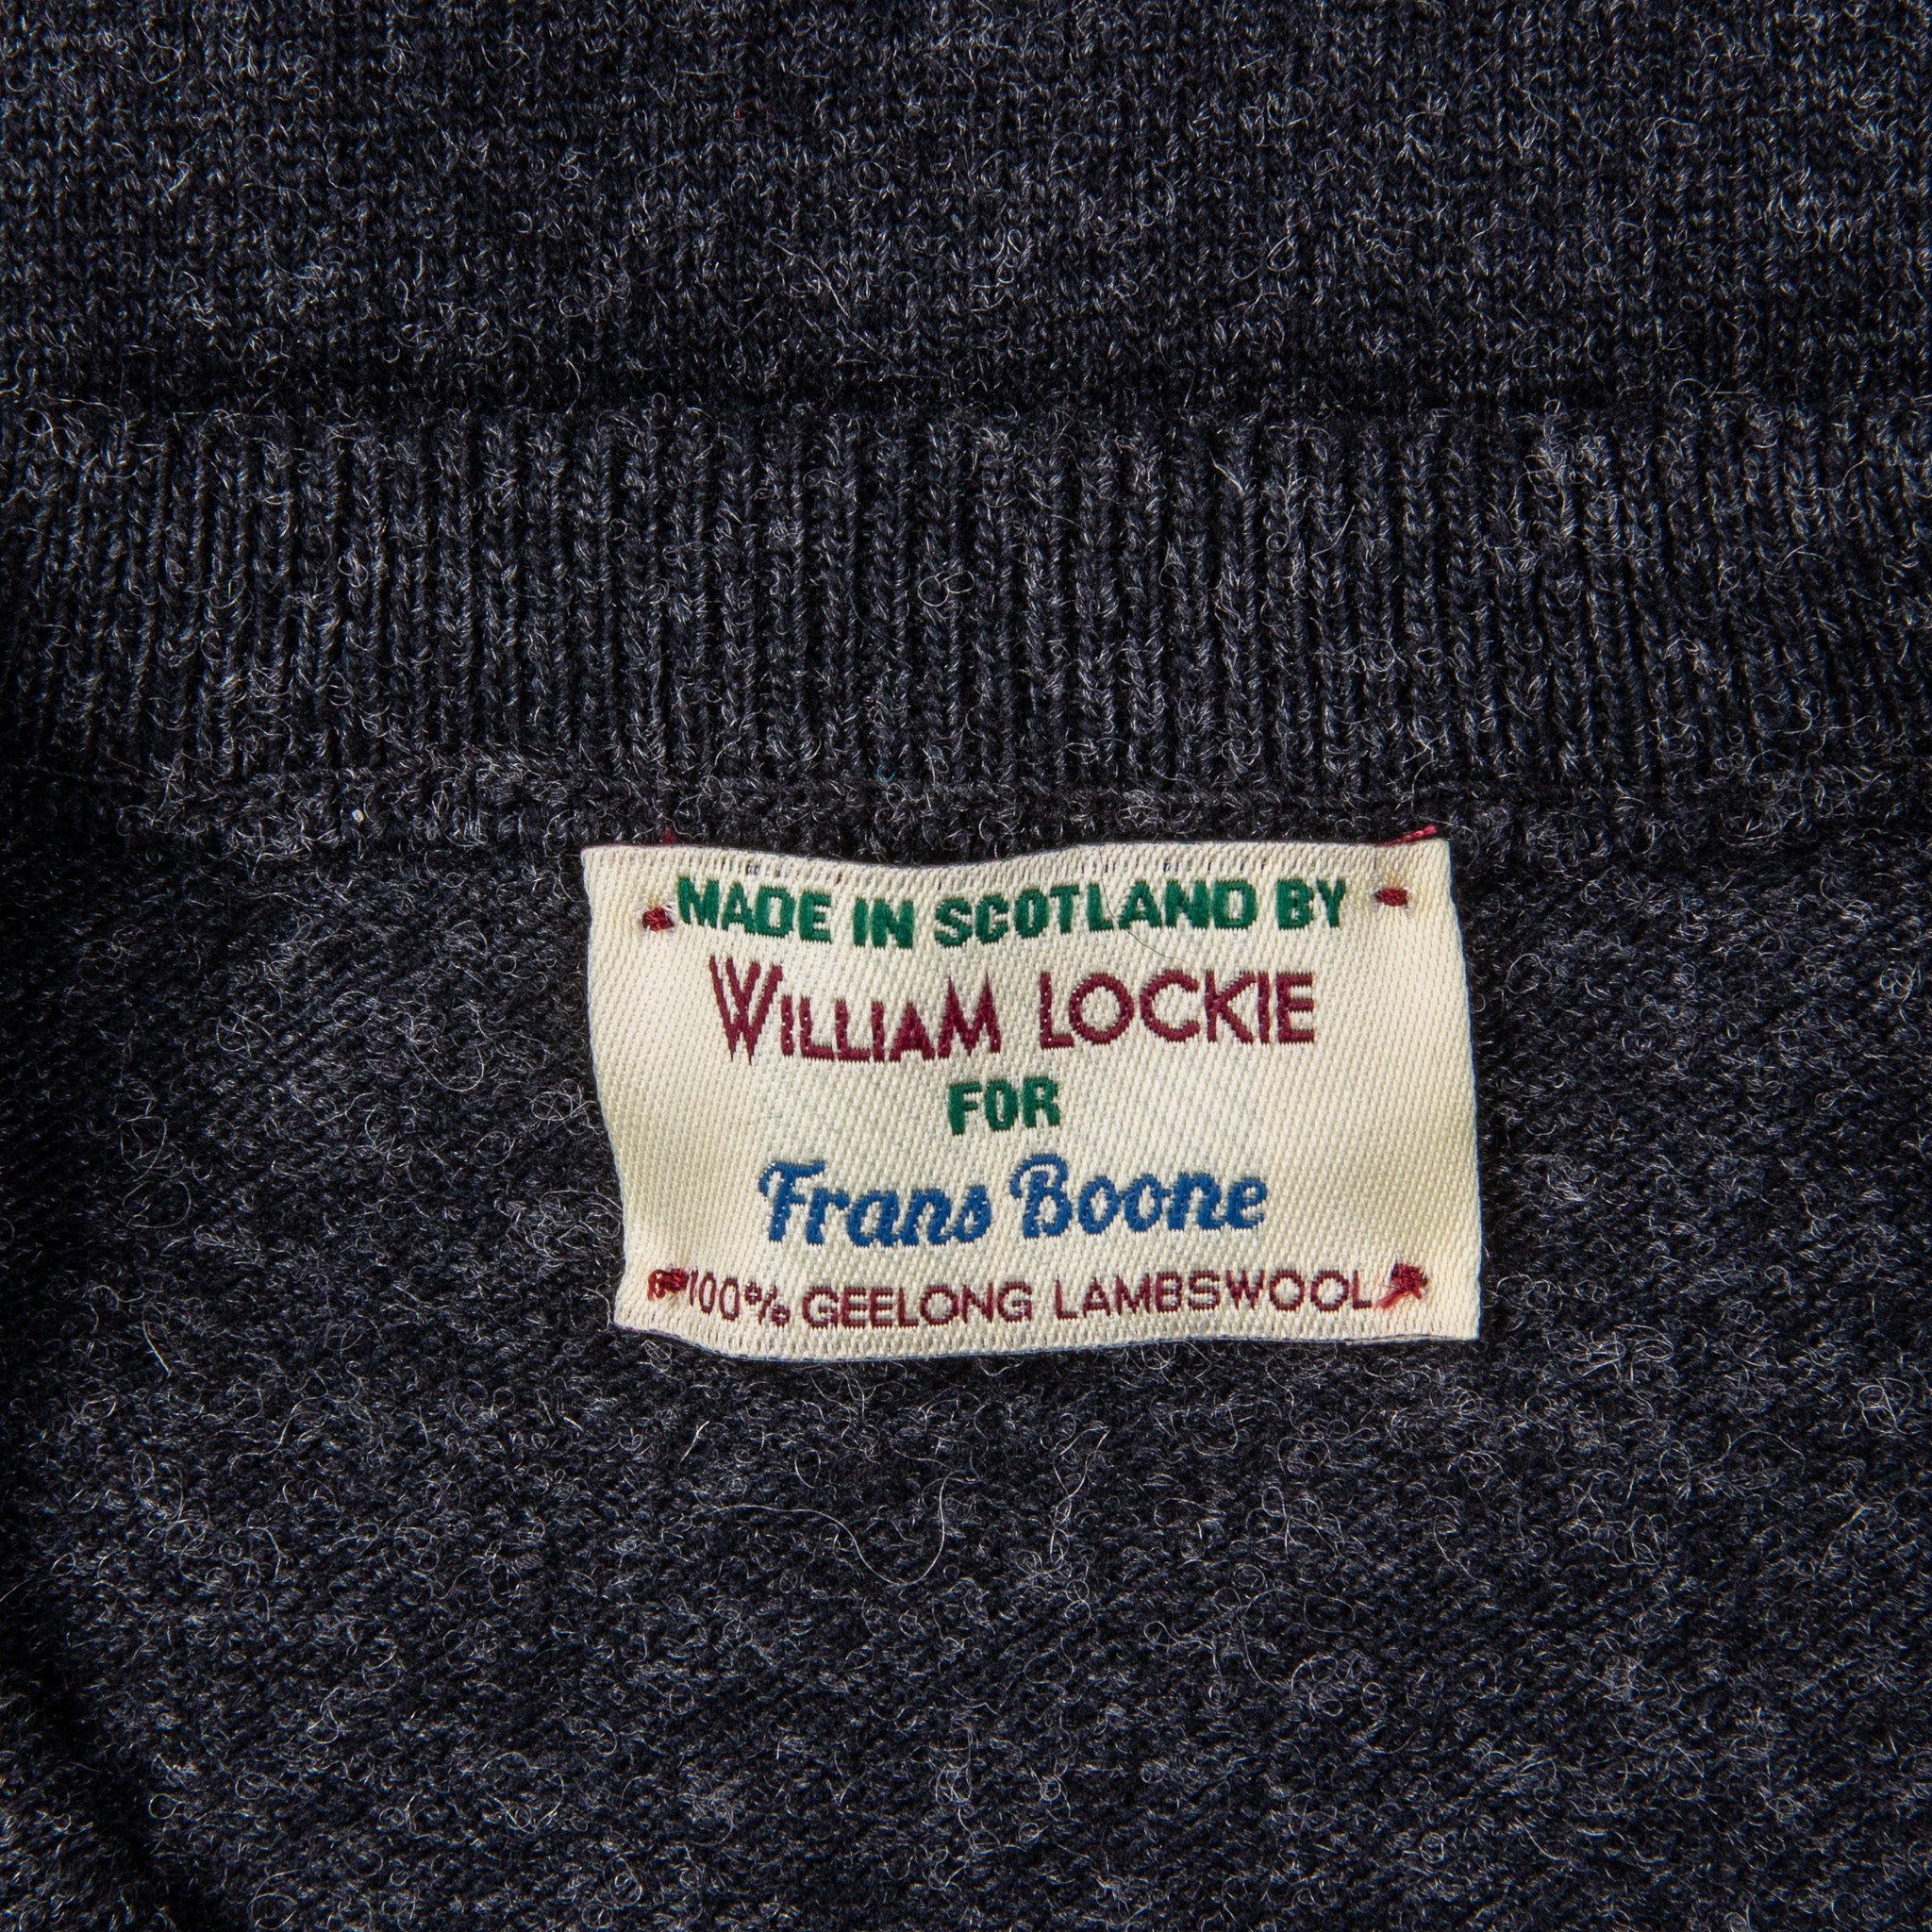 MADE IN SCOTLAND BY
WILLIAM LOCKIE
FOR
Frans Boone
100% GEELONG LAMBSWOOL